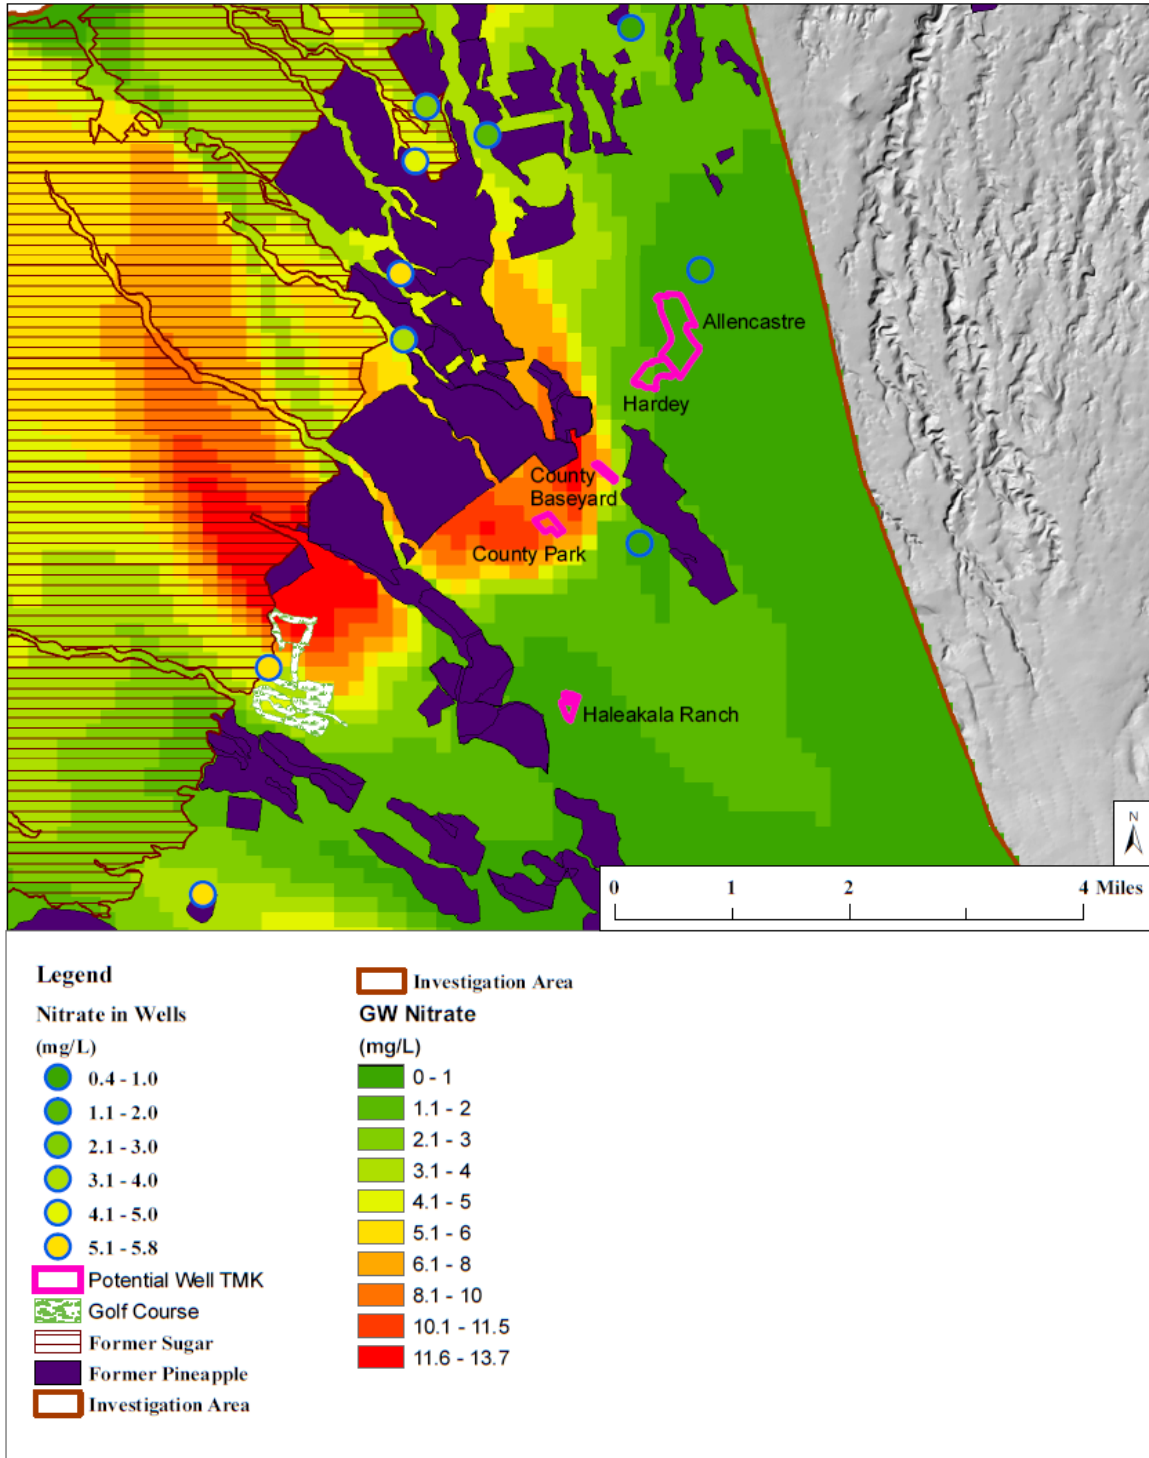 Allencastre
Hardey
County
Baseyard
County Park
Haleakala Ranch
N
0 1 2 4 Miles
Legend
Nitrate in Wells
(mg/L)
0.4 - 1.0
1.1 - 2.0
2.1 - 3.0
3.1 - 4.0
4.1 - 5.0
5.1 - 5.8
Potential Well TMK
Golf Course
Former Sugar
Former Pineapple
Investigation Area
Investigation Area
GW Nitrate
(mg/L)
0 - 1
1.1 - 2
2.1 - 3
3.1 - 4
4.1 - 5
5.1 - 6
6.1 - 8
8.1 - 10
10.1 - 11.5
11.6 - 13.7